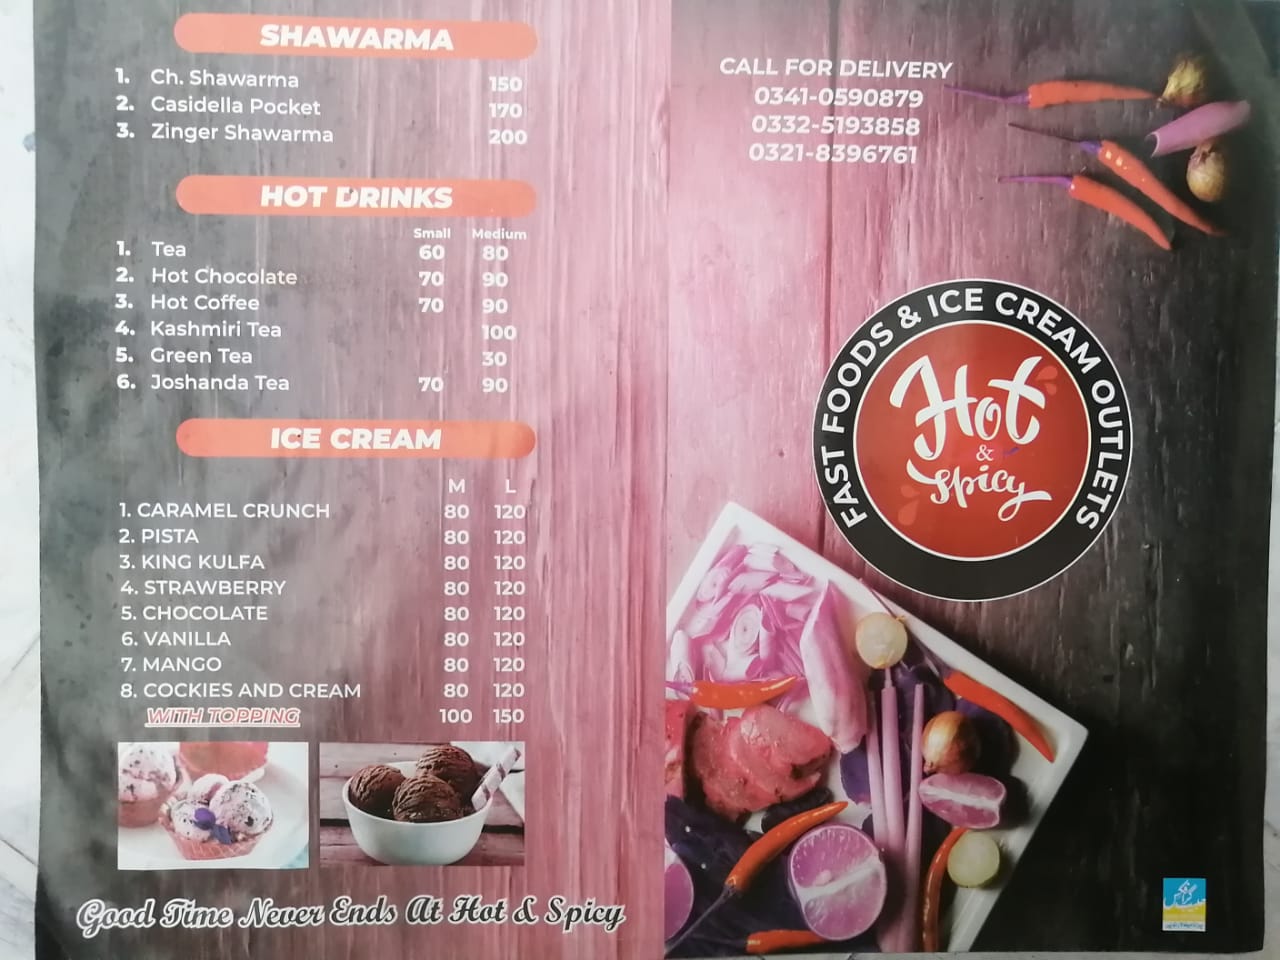 SHAWARMA
1. Ch. Shawarma 150
2. Casidella Pocket 170
3. Zinger Shawarma 200
HOT DRINKS
Small Medium
1. Tea 60 80
2. Hot Chocolate 70 90
3. Hot Coffee 70 90
4. Kashmiri Tea 100
5. Green Tea 30
6. Joshanda Tea 70 90
ICE CREAM
M L
1. CARAMEL CRUNCH 80 120
2. PISTA 80 120
3. KING KULFA 80 120
4. STRAWBERRY 80 120
5. CHOCOLATE 80 120
6. VANILLA 80 120
7. MANGO 80 120
8. COCKIES AND CREAM 80 120
WITH TOPPING 100 150
Good Time Never Ends At Hot & Spicy
CALL FOR DELIVERY
0341-0590879
0332-5193858
0321-8396761
FAST FOODS & ICE CREAM OUTLETS
Hot
&
Spicy